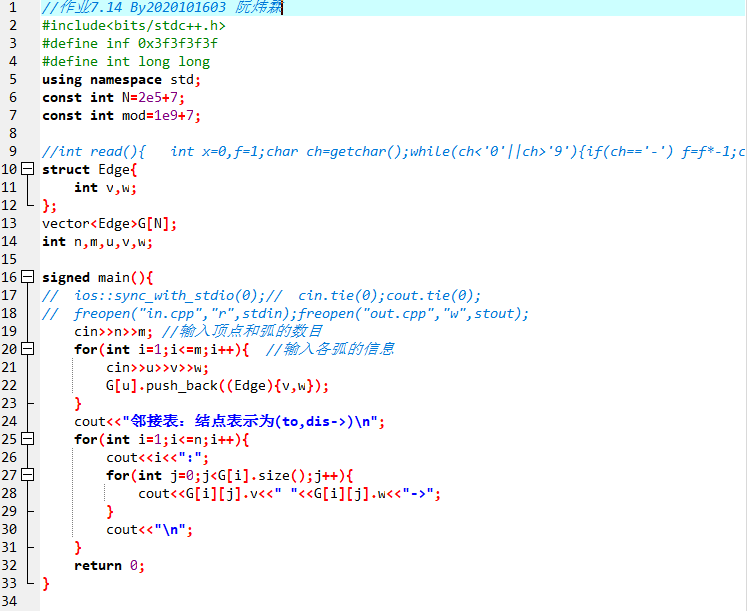 1 //作业7.14 By2020101603 阮炜霖
2 #include<bits/stdc++.h>
3 #define inf 0x3f3f3f3f
4 #define int long long
5 using namespace std;
6 const int N=2e5+7;
7 const int mod=1e9+7;
8
9 //int read(){   int x=0,f=1;char ch=getchar();while(ch<'0'||ch>'9'){if(ch=='-') f=f*-1;c
10 struct Edge{
11     int v,w;
12 };
13 vector<Edge>G[N];
14 int n,m,u,v,w;
15
16 signed main(){
17 //  ios::sync_with_stdio(0);//  cin.tie(0);cout.tie(0);
18 //  freopen("in.cpp","r",stdin);freopen("out.cpp","w",stout);
19     cin>>n>>m; //输入顶点和弧的数目
20     for(int i=1;i<=m;i++){  //输入各弧的信息
21         cin>>u>>v>>w;
22         G[u].push_back((Edge){v,w});
23     }
24     cout<<"邻接表：结点表示为(to,dis->)\n";
25     for(int i=1;i<=n;i++){
26         cout<<i<<":";
27         for(int j=0;j<G[i].size();j++){
28             cout<<G[i][j].v<<" "<<G[i][j].w<<"->";
29         }
30         cout<<"\n";
31     }
32     return 0;
33 }
34